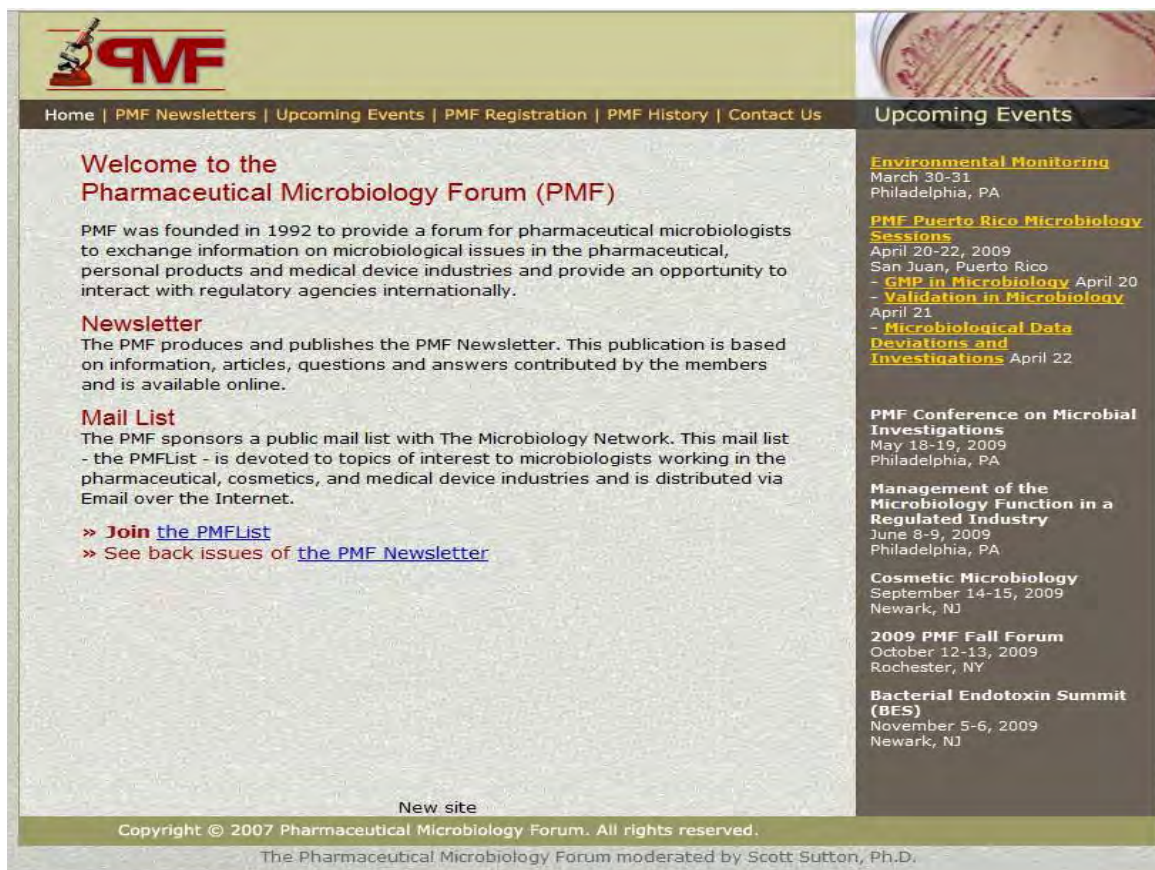 PMF
Home | PMF Newsletters | Upcoming Events | PMF Registration | PMF History | Contact Us
Welcome to the
Pharmaceutical Microbiology Forum (PMF)
PMF was founded in 1992 to provide a forum for pharmaceutical microbiologists
to exchange information on microbiological issues in the pharmaceutical,
personal products and medical device industries and provide an opportunity to
interact with regulatory agencies internationally.
Newsletter
The PMF produces and publishes the PMF Newsletter. This publication is based
on information, articles, questions and answers contributed by the members
and is available online.
Mail List
The PMF sponsors a public mail list with The Microbiology Network. This mail list
- the PMFList - is devoted to topics of interest to microbiologists working in the
pharmaceutical, cosmetics, and medical device industries and is distributed via
Email over the Internet.
» Join the PMFList
» See back issues of the PMF Newsletter
New site
Upcoming Events
Environmental Monitoring
March 30-31
Philadelphia, PA
PMF Puerto Rico Microbiology
Sessions
April 20-22, 2009
San Juan, Puerto Rico
- GMP in Microbiology April 20
- Validation in Microbiology
April 21
- Microbiological Data
Deviations and
Investigations April 22
PMF Conference on Microbial
Investigations
May 18-19, 2009
Philadelphia, PA
Management of the
Microbiology Function in a
Regulated Industry
June 8-9, 2009
Philadelphia, PA
Cosmetic Microbiology
September 14-15, 2009
Newark, NJ
2009 PMF Fall Forum
October 12-13, 2009
Rochester, NY
Bacterial Endotoxin Summit
(BES)
November 5-6, 2009
Newark, NJ
Copyright © 2007 Pharmaceutical Microbiology Forum. All rights reserved.
The Pharmaceutical Microbiology Forum moderated by Scott Sutton, Ph.D.